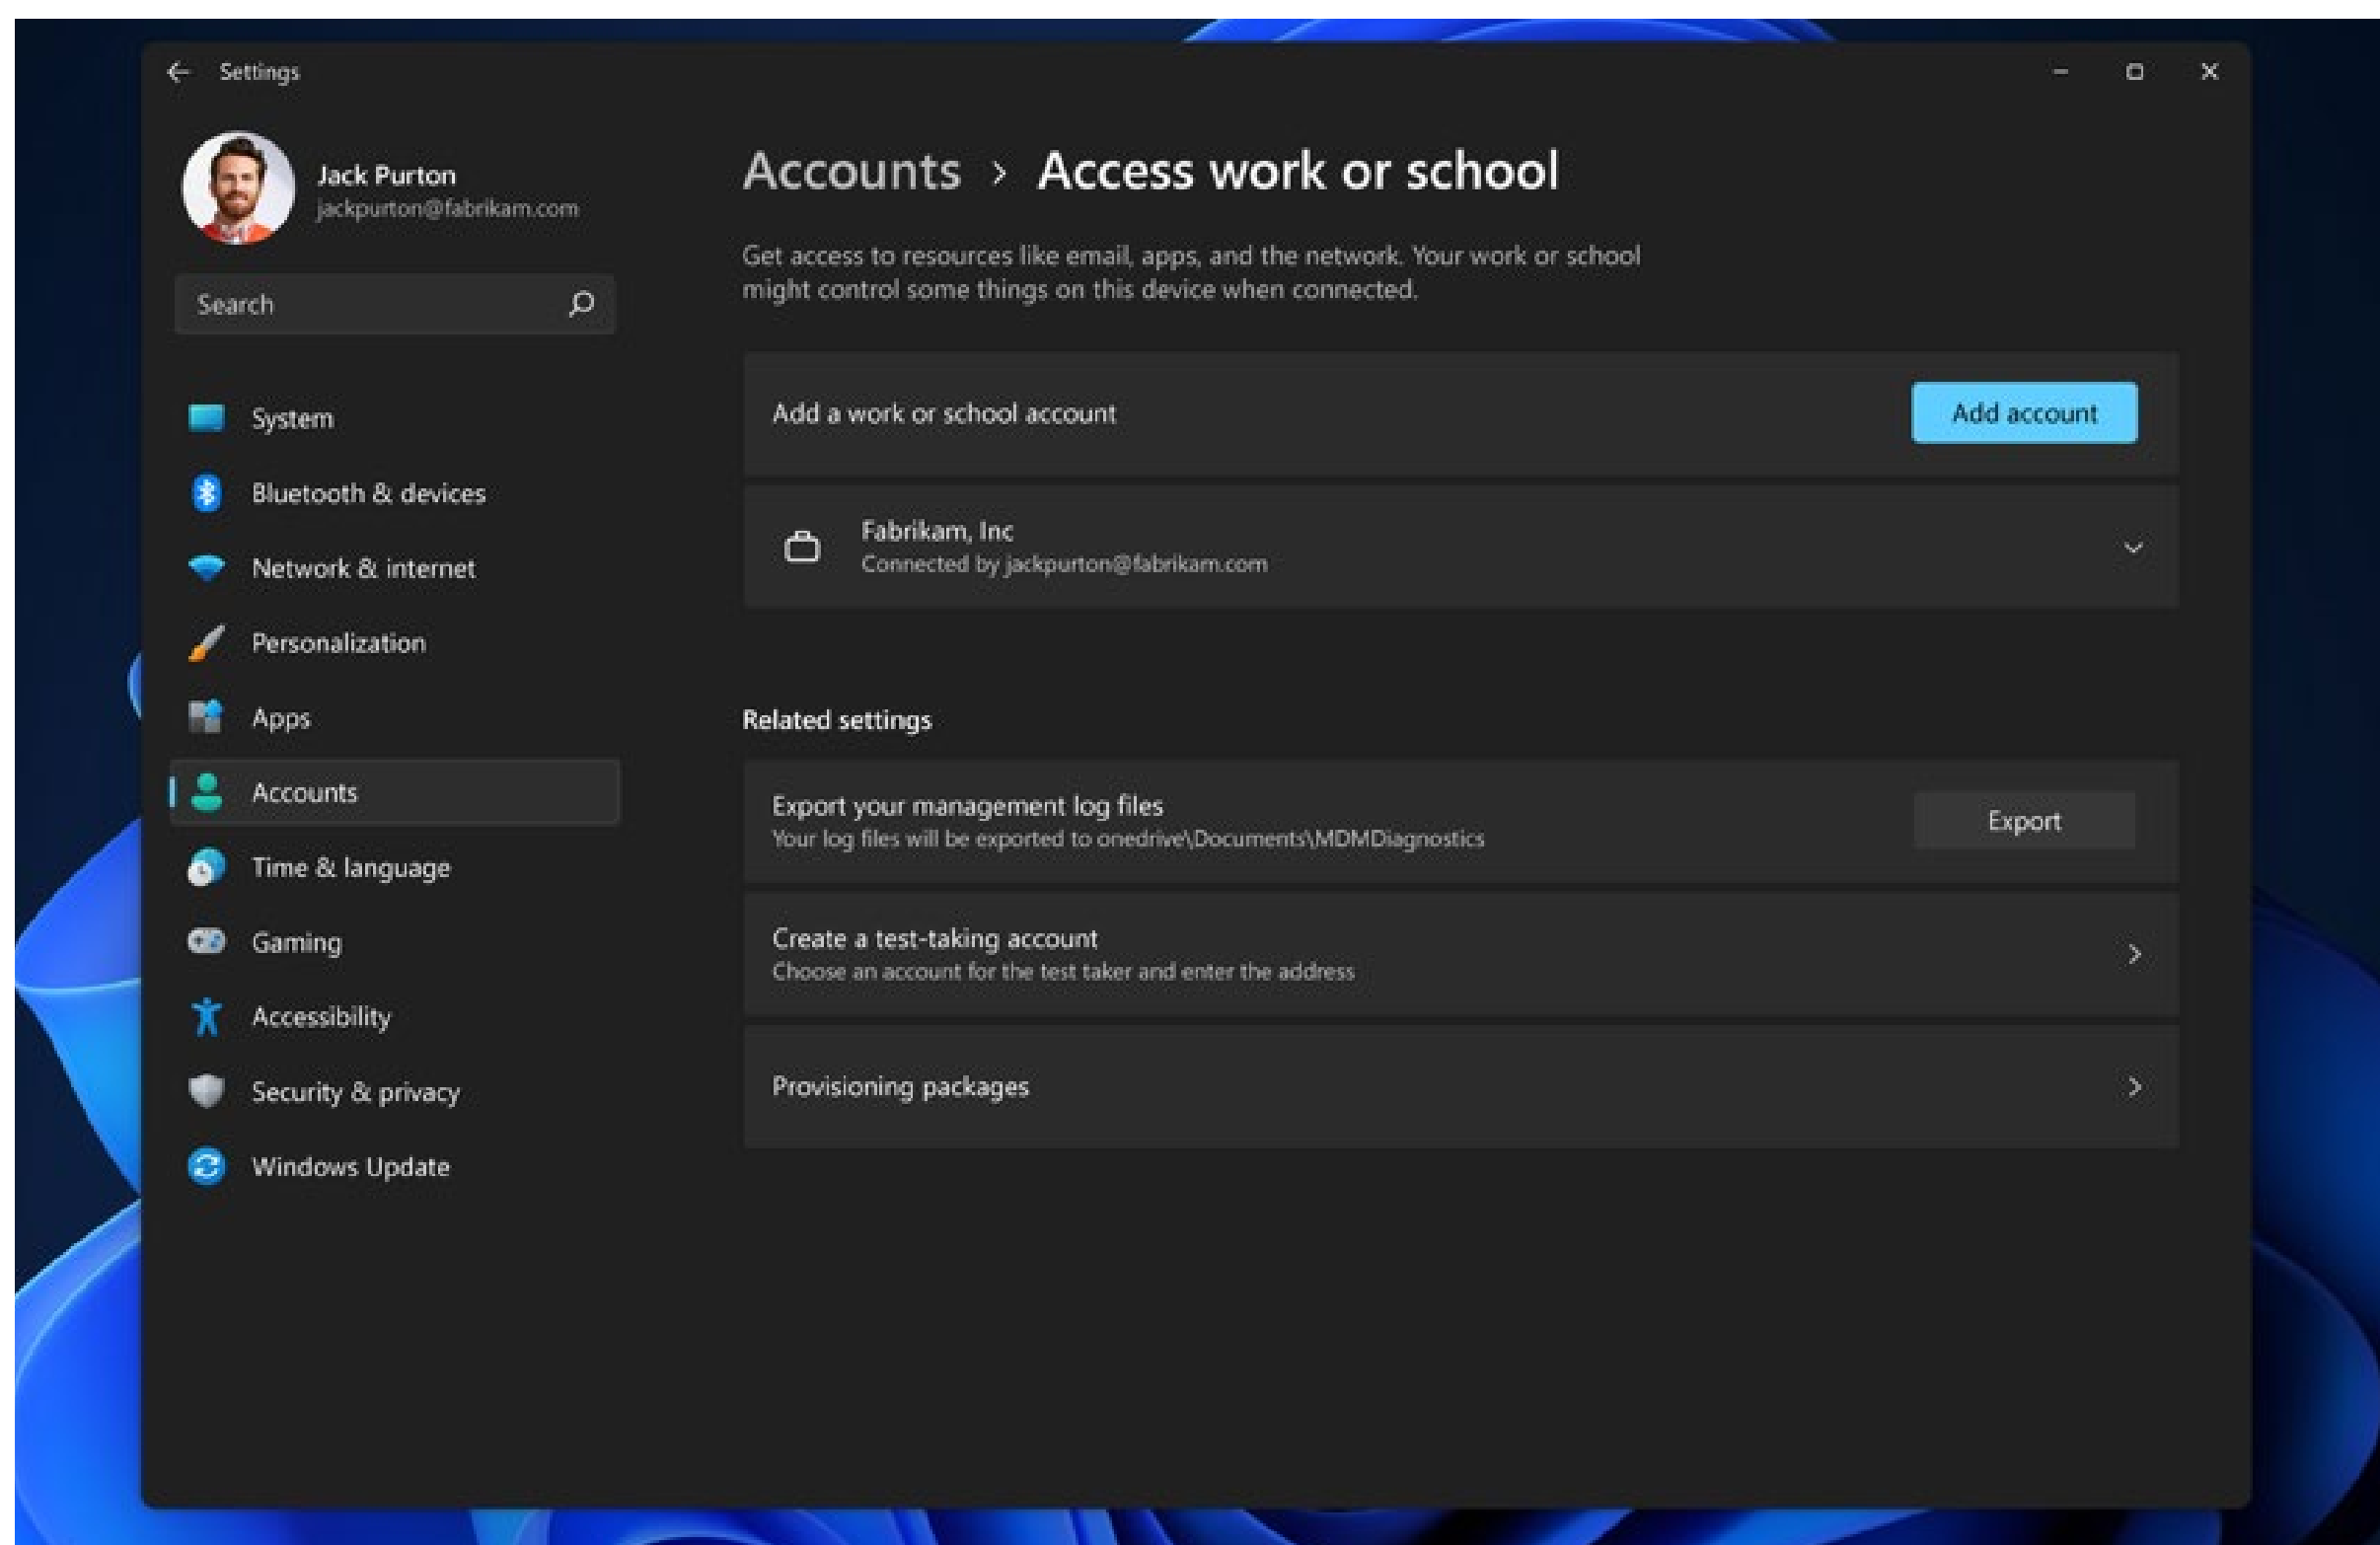 Settings
Jack Purton
jackpurton@fabrikam.com
Search
System
Bluetooth & devices
Network & internet
Personalization
Apps
Accounts
Time & language
Gaming
Accessibility
Security & privacy
Windows Update
Accounts > Access work or school
Get access to resources like email, apps, and the network. Your work or school
might control some things on this device when connected.
Add a work or school account
Add account
Fabrikam, Inc
Connected by jackpurton@fabrikam.com
Related settings
Export your management log files
Your log files will be exported to onedrive\Documents\MDMDiagnostics
Export
Create a test-taking account
Choose an account for the test taker and enter the address
Provisioning packages